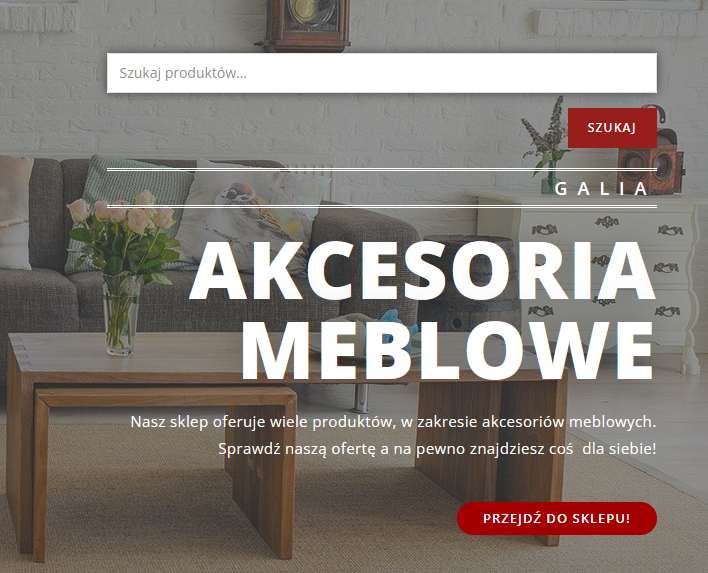 Szukaj produktów...
SZUKAJ
GALIA
AKCESORIA
MEBLOWE
Nasz sklep oferuje wiele produktów, w zakresie akcesoriów meblowych.
Sprawdź naszą ofertę a na pewno znajdziesz coś  dla siebie!
PRZEJDŹ DO SKLEPU!